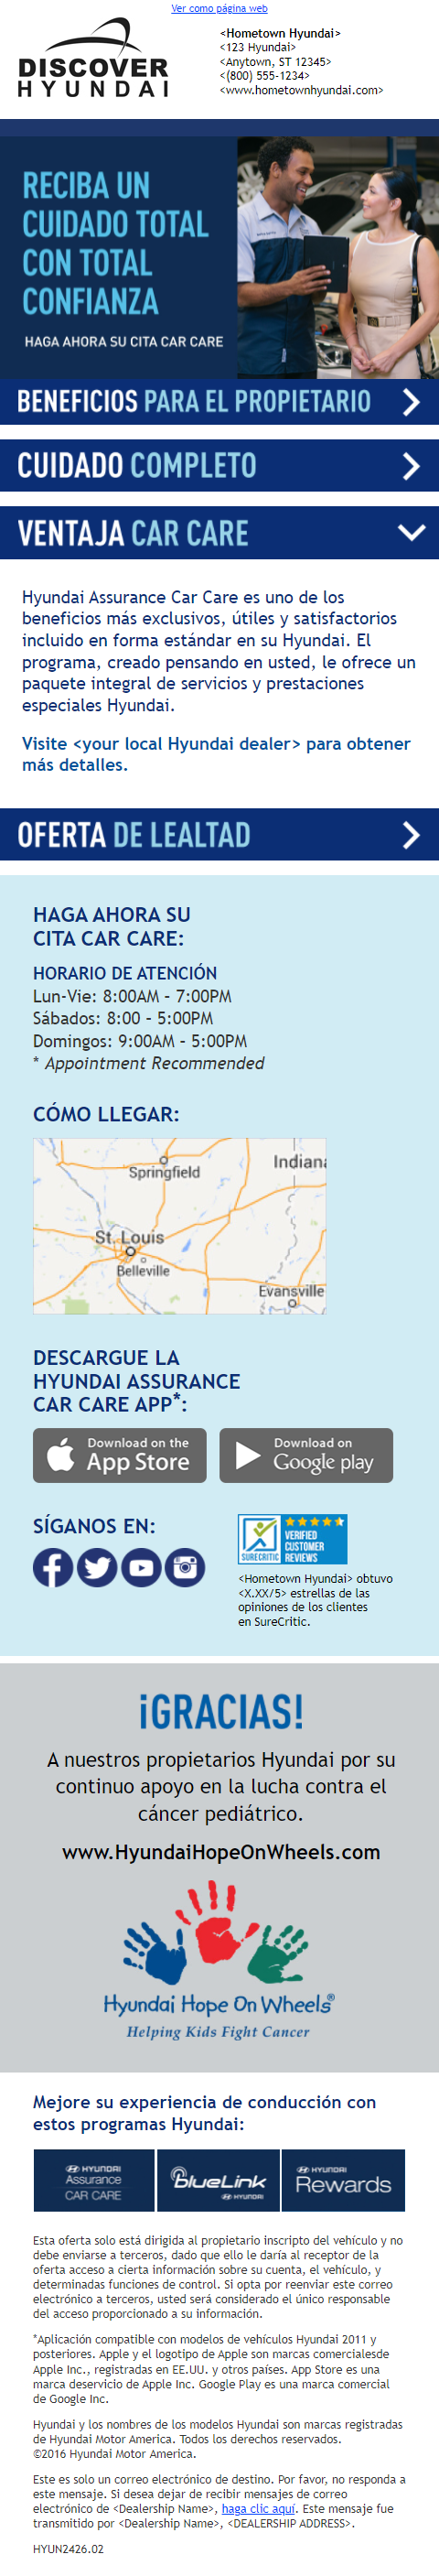 Ver como página web
DISCOVER
HYUNDAI
<Hometown Hyundai>
<123 Hyundai>
<Anytown, ST 12345>
<(800) 555-1234>
<www.hometownhyundai.com>
RECIBA UN
CUIDADO TOTAL
CON TOTAL
CONFIANZA
HAGA AHORA SU CITA CAR CARE
BENEFICIOS PARA EL PROPIETARIO
CUIDADO COMPLETO
VENTAJA CAR CARE
Hyundai Assurance Car Care es uno de los
beneficios más exclusivos, útiles y satisfactorios
incluido en forma estándar en su Hyundai. El
programa, creado pensando en usted, le ofrece un
paquete integral de servicios y prestaciones
especiales Hyundai.
Visite <your local Hyundai dealer> para obtener
más detalles.
OFERTA DE LEALTAD
HAGA AHORA SU
CITA CAR CARE:
HORARIO DE ATENCIÓN
Lun-Vie: 8:00AM - 7:00PM
Sábados: 8:00 - 5:00PM
Domingos: 9:00AM - 5:00PM
* Appointment Recommended
CÓMO LLEGAR:
Springfield
Indiana
St. Louis
Belleville
Evansville
DESCARGUE LA
HYUNDAI ASSURANCE
CAR CARE APP*:
Download on the
App Store
Download on
Google play
SÍGANOS EN:
SURECRITIC
VERIFIED
CUSTOMER
REVIEWS
<Hometown Hyundai> obtuvo
<X.XX/5> estrellas de las
opiniones de los clientes
en SureCritic.
¡GRACIAS!
A nuestros propietarios Hyundai por su
continuo apoyo en la lucha contra el
cáncer pediátrico.
www.HyundaiHopeOnWheels.com
Hyundai Hope On Wheels®
Helping Kids Fight Cancer
Mejore su experiencia de conducción con
estos programas Hyundai:
HYUNDAI
Assurance
CAR CARE
BlueLink
HYUNDAI
HYUNDAI
Rewards
Esta oferta solo está dirigida al propietario inscripto del vehículo y no
debe enviarse a terceros, dado que ello le daría al receptor de la
oferta acceso a cierta información sobre su cuenta, el vehículo, y
determinadas funciones de control. Si opta por reenviar este correo
electrónico a terceros, usted será considerado el único responsable
del acceso proporcionado a su información.
*Aplicación compatible con modelos de vehículos Hyundai 2011 y
posteriores. Apple y el logotipo de Apple son marcas comercialesde
Apple Inc., registradas en EE.UU. y otros países. App Store es una
marca deservicio de Apple Inc. Google Play es una marca comercial
de Google Inc.
Hyundai y los nombres de los modelos Hyundai son marcas registradas
de Hyundai Motor America. Todos los derechos reservados.
©2016 Hyundai Motor America.
Este es solo un correo electrónico de destino. Por favor, no responda a
este mensaje. Si desea dejar de recibir mensajes de correo
electrónico de <Dealership Name>, haga clic aquí. Este mensaje fue
transmitido por <Dealership Name>, <DEALERSHIP ADDRESS>.
HYUN2426.02